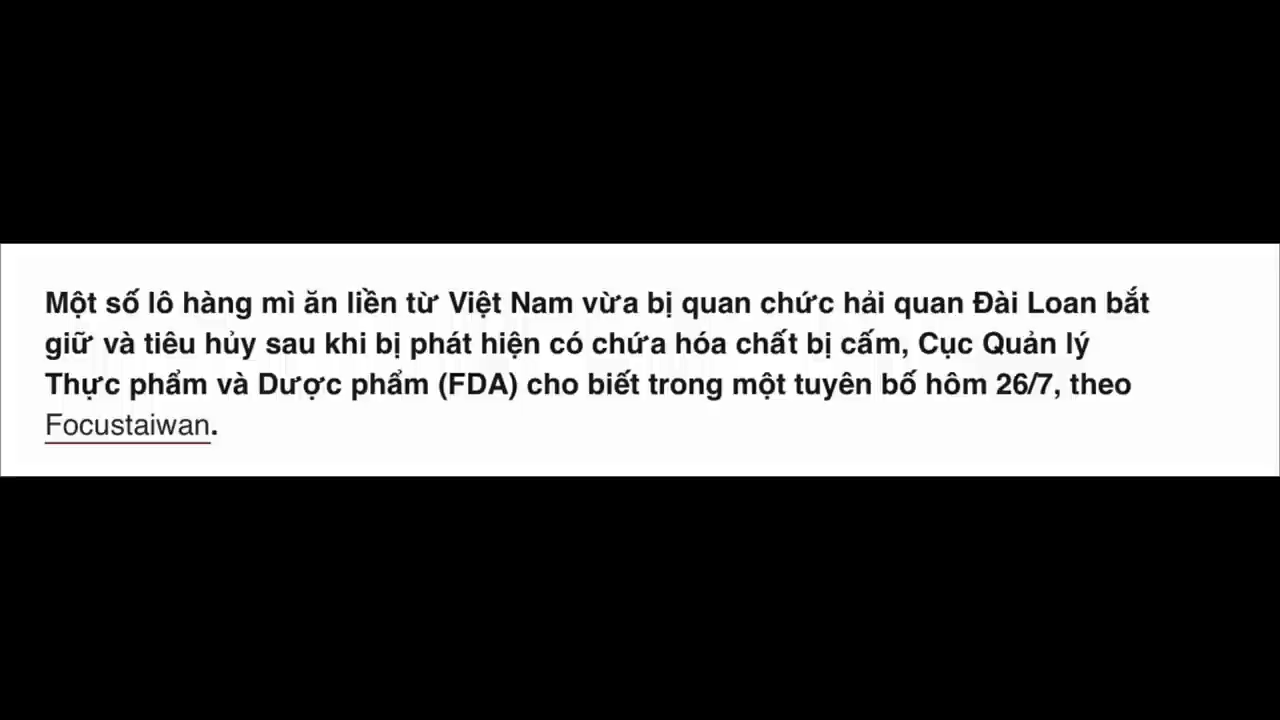 Một số lô hàng mì ăn liền từ Việt Nam vừa bị quan chức hải quan Đài Loan bắt
giữ và tiêu hủy sau khi bị phát hiện có chứa hóa chất bị cấm, Cục Quản lý
Thực phẩm và Dược phẩm (FDA) cho biết trong một tuyên bố hôm 26/7, theo
Focustaiwan.